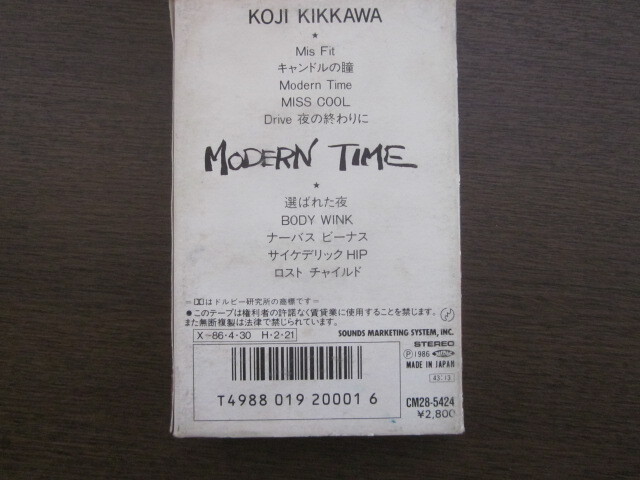 KOJI KIKKAWA
★
Mis Fit
キャンドルの瞳
Modern Time
MISS COOL
Drive 夜の終わりに
MODERN TIME
★
選ばれた夜
BODY WINK
ナーバス ビーナス
サイケデリックHIP
ロスト チャイルド
=はドルビー研究所の商標です=
●このテープは権利者の許諾なく賃貸業に使用することを禁じます。
また無断複製は法律で禁じられています。
SOUNDS MARKETING SYSTEM, INC.
X-86・4・30 H・2・21
STEREO
Ⓟ1986
MADE IN JAPAN
T4988 019 20001 6
CM28-5424
¥2,800